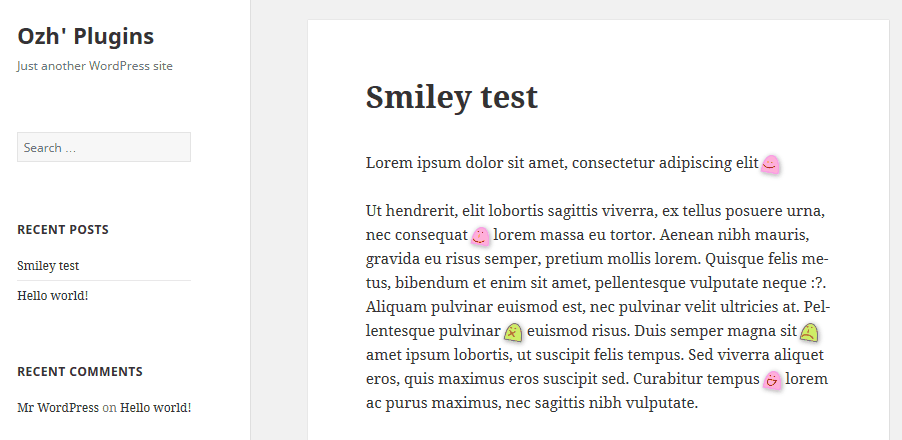 Ozh' Plugins
Just another WordPress site
Search ...
RECENT POSTS
Smiley test
Hello world!
RECENT COMMENTS
Mr WordPress on Hello world!
Smiley test
Lorem ipsum dolor sit amet, consectetur adipiscing elit
Ut hendrerit, elit lobortis sagittis viverra, ex tellus posuere urna,
nec consequat lorem massa eu tortor. Aenean nibh mauris,
gravida eu risus semper, pretium mollis lorem. Quisque felis me-
tus, bibendum et enim sit amet, pellentesque vulputate neque :?.
Aliquam pulvinar euismod est, nec pulvinar velit ultricies at. Pel-
lentesque pulvinar euismod risus. Duis semper magna sit
amet ipsum lobortis, ut suscipit felis tempus. Sed viverra aliquet
eros, quis maximus eros suscipit sed. Curabitur tempus lorem
ac purus maximus, nec sagittis nibh vulputate.